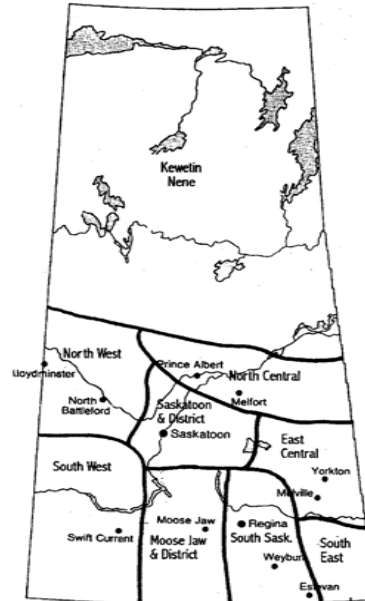 Kewetin
Nene
North West
Prince Albert
Lloydminster
North Central
North
Battleford
Melfort
Saskatoon
& District
Saskatoon
East
Central
South West
Yorkton
Melville
Moose Jaw
Regina
Swift Current
Moose Jaw
& District
South Sask.
South
East
Weyburn
Estevan